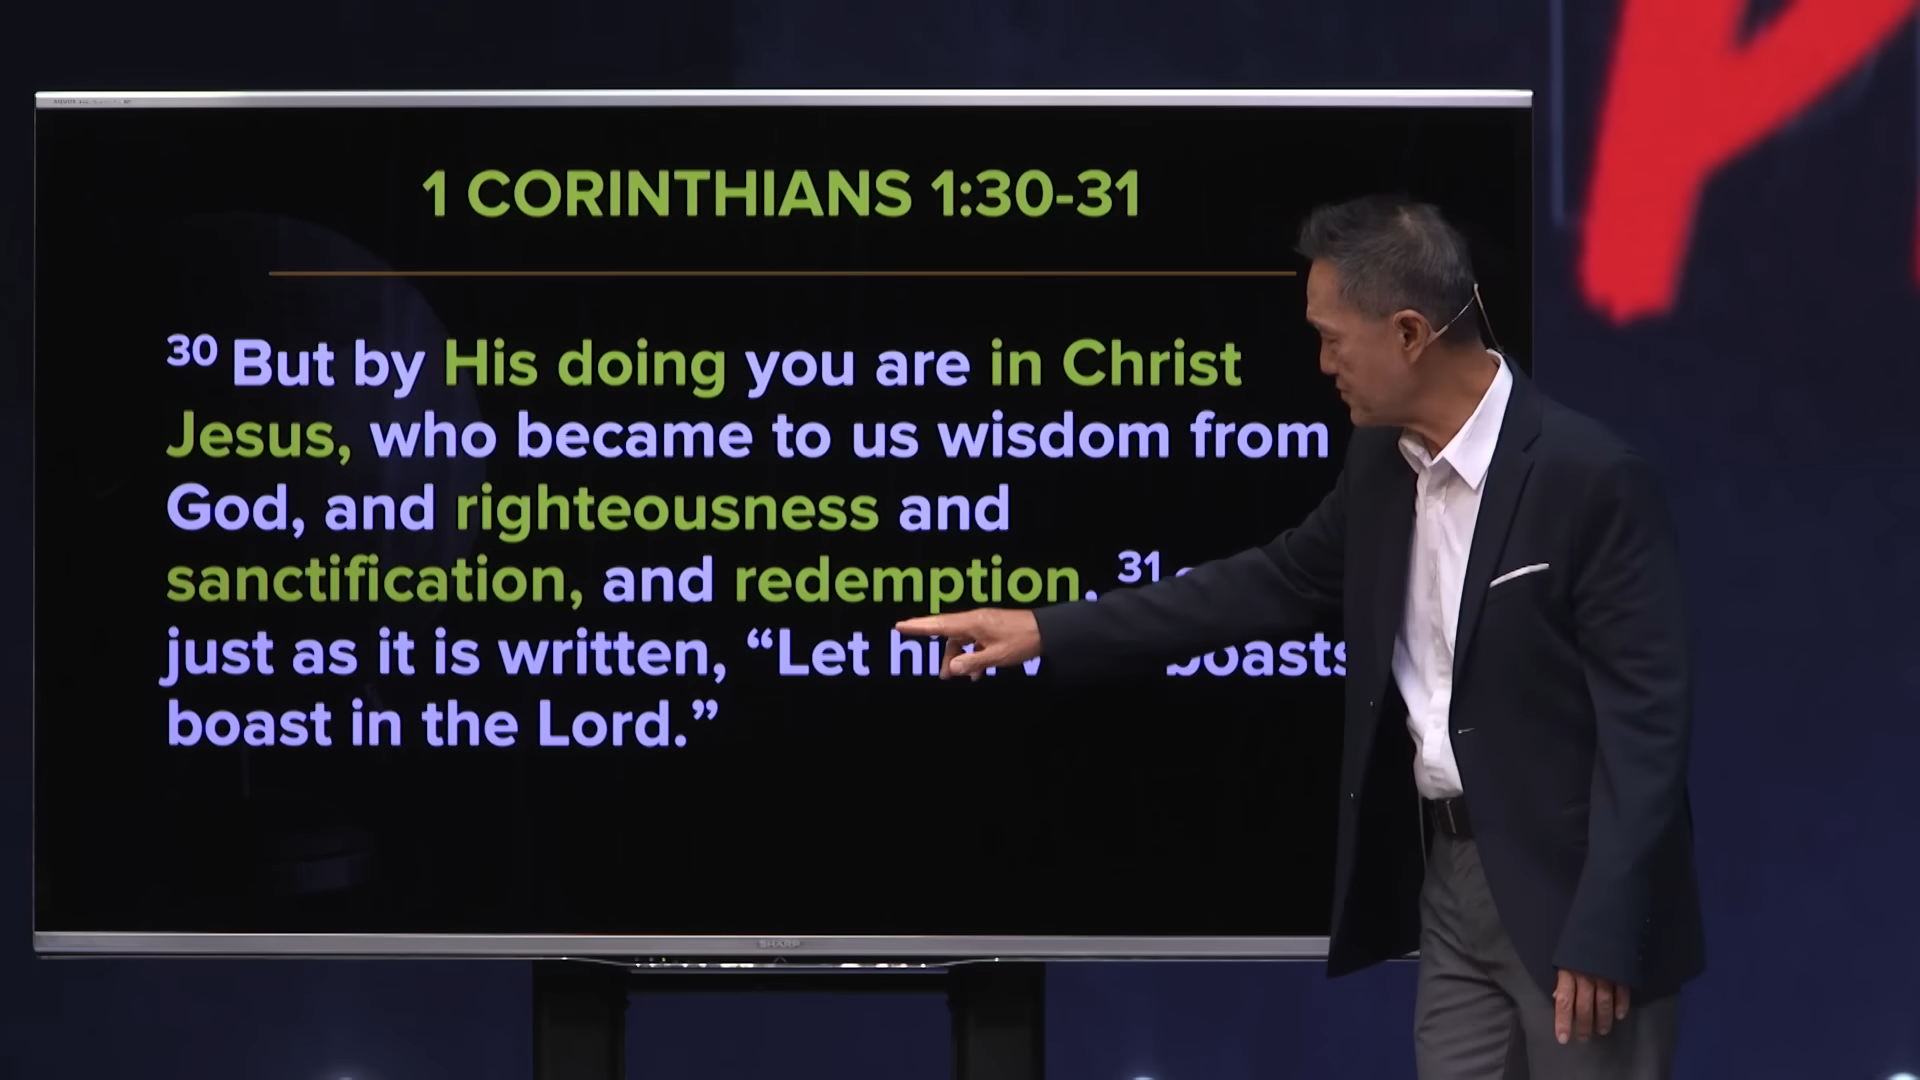 1 CORINTHIANS 1:30-31
30 But by His doing you are in Christ
Jesus, who became to us wisdom from
God, and righteousness and
sanctification, and redemption, 31
just as it is written, “Let boasts
boast in the Lord.”
SHARP